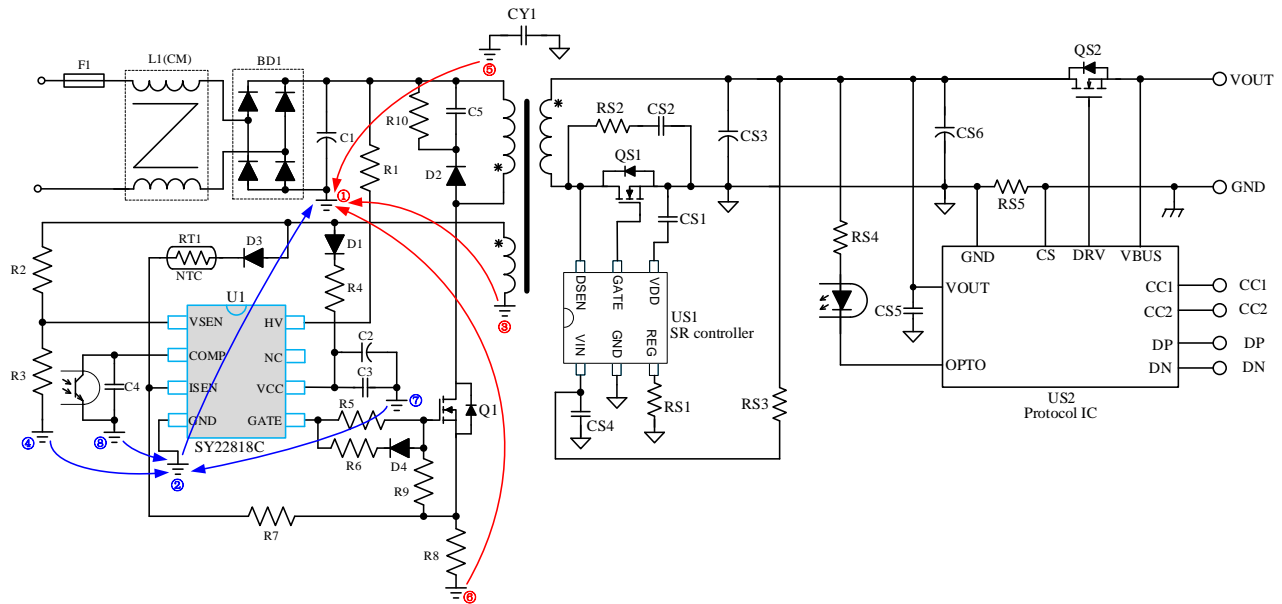 CY1
⑤
F1
L1(CM)
BD1
QS2
VOUT
C1
R10
C5
RS2
CS2
CS3
CS6
R1
D2
QS1
①
CS1
RS5
GND
RT1
NTC
D3
D1
R2
R4
③
RS4
GND
CS
DRV
VBUS
U1
DSEN
GATE
VDD
VIN
GND
REG
US1
SR controller
CS5
VOUT
OPTO
CC1
CC2
DP
DN
CC1
CC2
DP
DN
US2
Protocol IC
VSEN
COMP
ISEN
GND
HV
NC
VCC
GATE
SY22818C
C2
C3
R3
C4
⑦
R5
Q1
RS1
RS3
CS4
④
⑧
②
R6
D4
R9
R7
R8
⑥